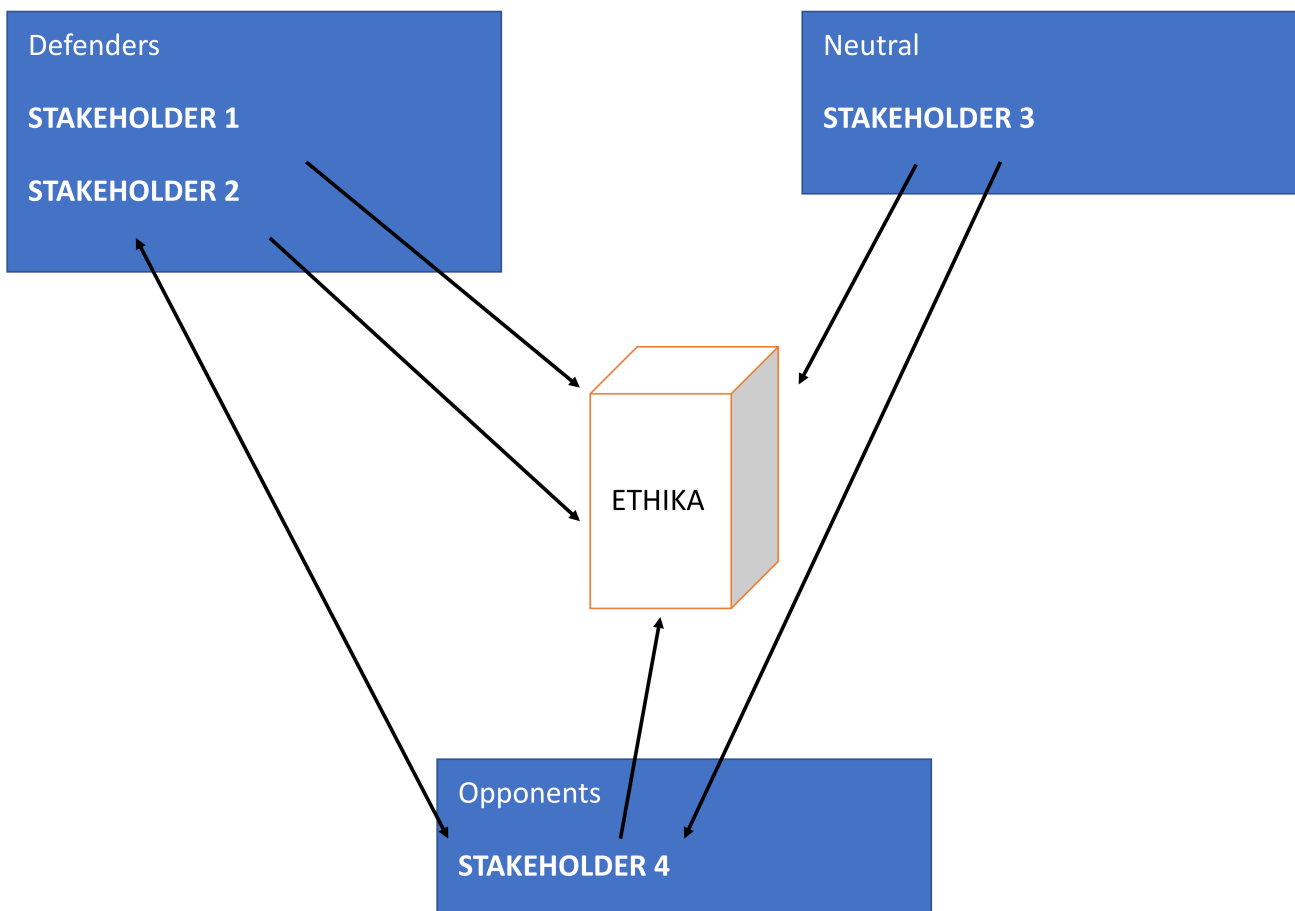 Defenders
STAKEHOLDER 1
STAKEHOLDER 2
Neutral
STAKEHOLDER 3
ETHIKA
Opponents
STAKEHOLDER 4